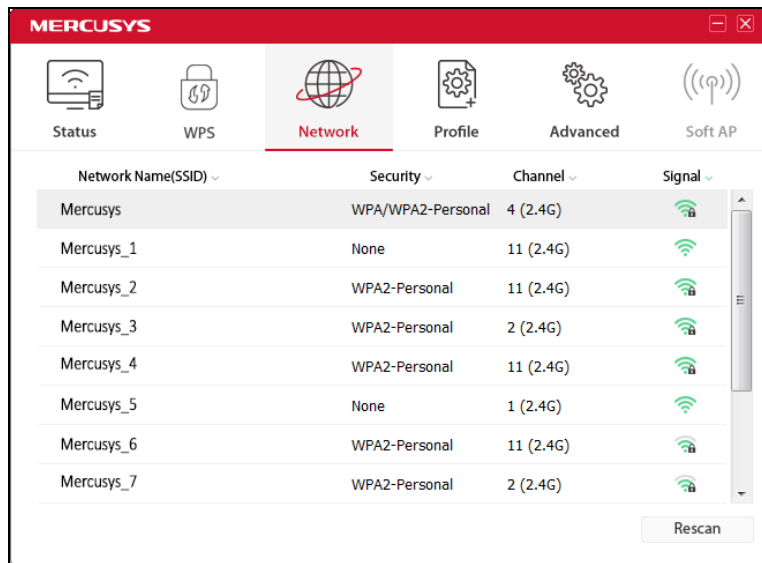 MERCUSYS
Status WPS Network Profile Advanced Soft AP
Network Name(SSID) Security Channel Signal
Mercusys WPA/WPA2-Personal 4 (2.4G)
Mercusys_1 None 11 (2.4G)
Mercusys_2 WPA2-Personal 11 (2.4G)
Mercusys_3 WPA2-Personal 2 (2.4G)
Mercusys_4 WPA2-Personal 11 (2.4G)
Mercusys_5 None 1 (2.4G)
Mercusys_6 WPA2-Personal 11 (2.4G)
Mercusys_7 WPA2-Personal 2 (2.4G)
Rescan